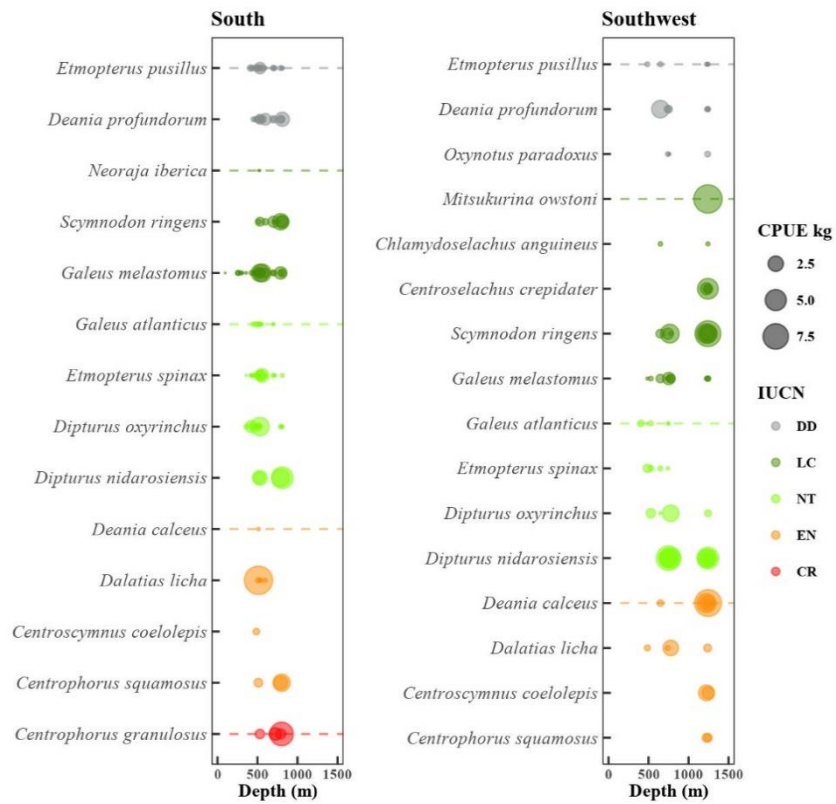 South
Etmopterus pusillus
Deania profundorum
Neoraja iberica
Scymnodon ringens
Galeus melastomus
Galeus atlanticus
Etmopterus spinax
Dipturus oxyrinchus
Dipturus nidarosiensis
Deania calceus
Dalatias licha
Centroscymnus coelolepis
Centrophorus squamosus
Centrophorus granulosus
0 500 1000 1500
Depth (m)
Southwest
Etmopterus pusillus
Deania profundorum
Oxynotus paradoxus
Mitsukurina owstoni
Chlamydoselachus anguineus
Centroselachus crepidater
Scymnodon ringens
Galeus melastomus
Galeus atlanticus
Etmopterus spinax
Dipturus oxyrinchus
Dipturus nidarosiensis
Deania calceus
Dalatias licha
Centroscymnus coelolepis
Centrophorus squamosus
0 500 1000 1500
Depth (m)
CPUE kg
2.5
5.0
7.5
IUCN
DD
LC
NT
EN
CR